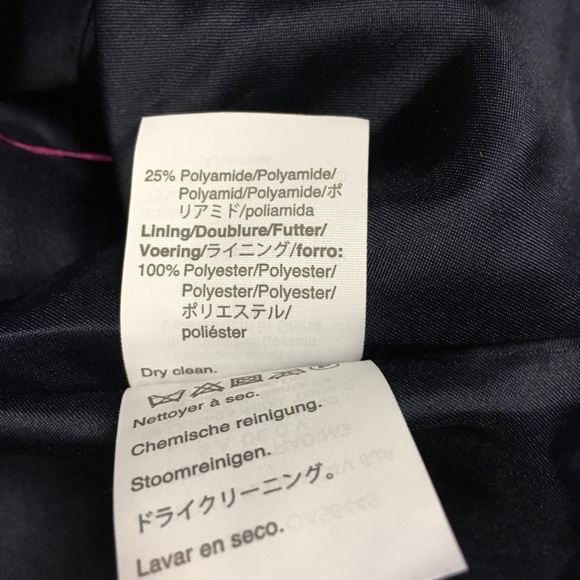 25% Polyamide/Polyamide/
Polyamid/Polyamide/ポ
リアミド/poliamida
Lining/Doublure/Futter/
Voering/ライニング/forro:
100% Polyester/Polyester/
Polyester/Polyester/
ポリエステル/
poliéster
Dry clean.
Nettoyer à sec.
Chemische reinigung.
Stoomreinigen.
ドライクリーニング。
Lavar en seco.